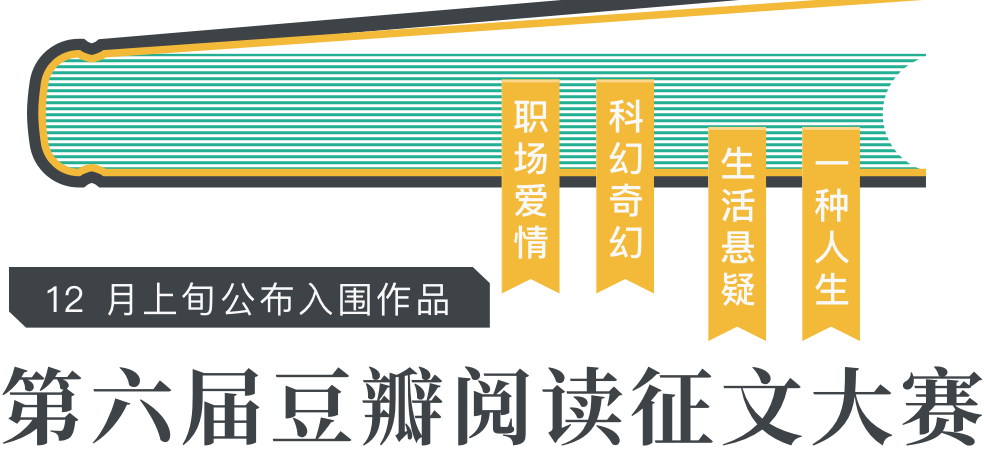 职场爱情
科幻奇幻
生活悬疑
一种人生
12 月上旬公布入围作品
第六届豆瓣阅读征文大赛